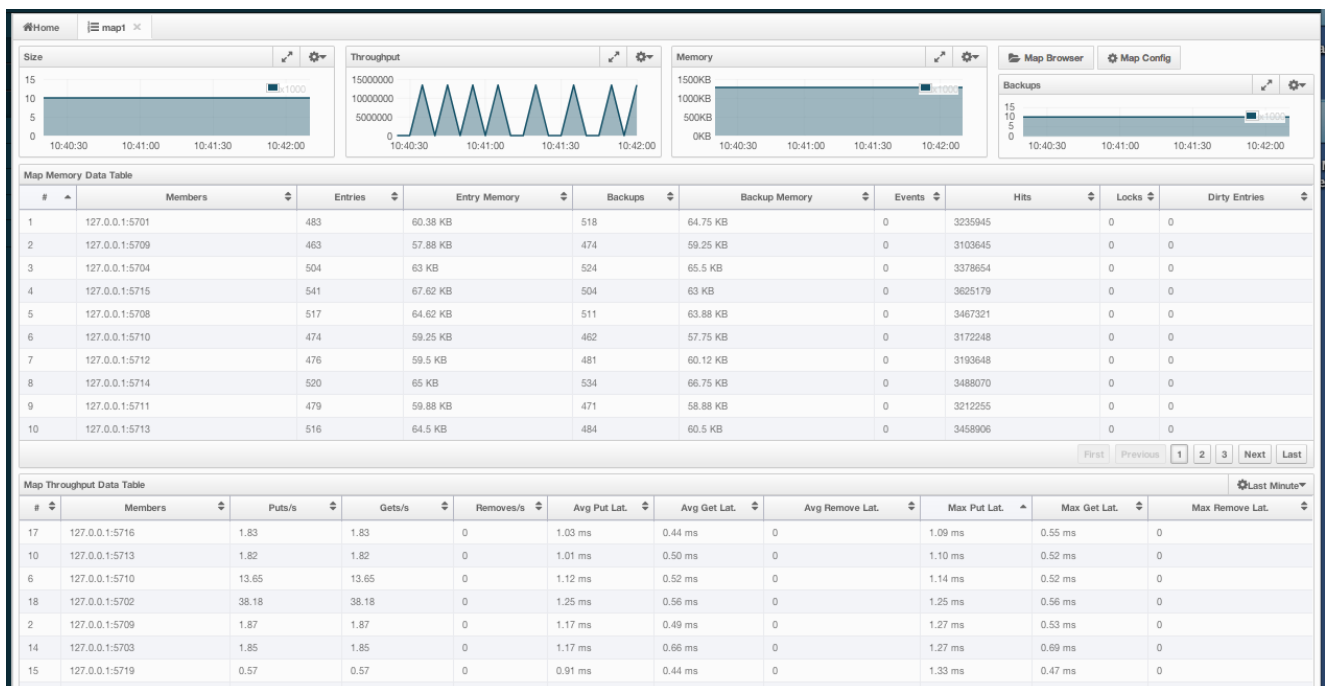 Home map1
Size Throughput Memory Map Browser Map Config
Backups
15
10
5
0
x1000
10:40:30 10:41:00 10:41:30 10:42:00
15000000
10000000
5000000
0
10:40:30 10:41:00 10:41:30 10:42:00
1500KB
1000KB
500KB
0KB
x1000
10:40:30 10:41:00 10:41:30 10:42:00
15
10
5
0
x1000
10:40:30 10:41:00 10:41:30 10:42:00
Map Memory Data Table
# Members Entries Entry Memory Backups Backup Memory Events Hits Locks Dirty Entries
1 127.0.0.1:5701 483 60.38 KB 518 64.75 KB 0 3235945 0 0
2 127.0.0.1:5709 463 57.88 KB 474 59.25 KB 0 3103645 0 0
3 127.0.0.1:5704 504 63 KB 524 65.5 KB 0 3378654 0 0
4 127.0.0.1:5715 541 67.62 KB 504 63 KB 0 3625179 0 0
5 127.0.0.1:5708 517 64.62 KB 511 63.88 KB 0 3467321 0 0
6 127.0.0.1:5710 474 59.25 KB 462 57.75 KB 0 3172248 0 0
7 127.0.0.1:5712 476 59.5 KB 481 60.12 KB 0 3193648 0 0
8 127.0.0.1:5714 520 65 KB 534 66.75 KB 0 3488070 0 0
9 127.0.0.1:5711 479 59.88 KB 471 58.88 KB 0 3212255 0 0
10 127.0.0.1:5713 516 64.5 KB 484 60.5 KB 0 3458906 0 0
First Previous 1 2 3 Next Last
Map Throughput Data Table Last Minute
# Members Puts/s Gets/s Removes/s Avg Put Lat. Avg Get Lat. Avg Remove Lat. Max Put Lat. Max Get Lat. Max Remove Lat.
17 127.0.0.1:5716 1.83 1.83 0 1.03 ms 0.44 ms 0 1.09 ms 0.55 ms 0
10 127.0.0.1:5713 1.82 1.82 0 1.01 ms 0.50 ms 0 1.10 ms 0.52 ms 0
6 127.0.0.1:5710 13.65 13.65 0 1.12 ms 0.52 ms 0 1.14 ms 0.52 ms 0
18 127.0.0.1:5702 38.18 38.18 0 1.25 ms 0.56 ms 0 1.25 ms 0.56 ms 0
2 127.0.0.1:5709 1.87 1.87 0 1.17 ms 0.49 ms 0 1.27 ms 0.53 ms 0
14 127.0.0.1:5703 1.85 1.85 0 1.17 ms 0.66 ms 0 1.27 ms 0.69 ms 0
15 127.0.0.1:5719 0.57 0.57 0 0.91 ms 0.44 ms 0 1.33 ms 0.47 ms 0